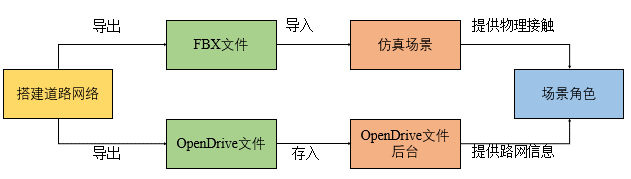 导出
FBX文件
导入
仿真场景
提供物理接触
搭建道路网络
场景角色
导出
OpenDrive文件
存入
OpenDrive文件
后台
提供路网信息